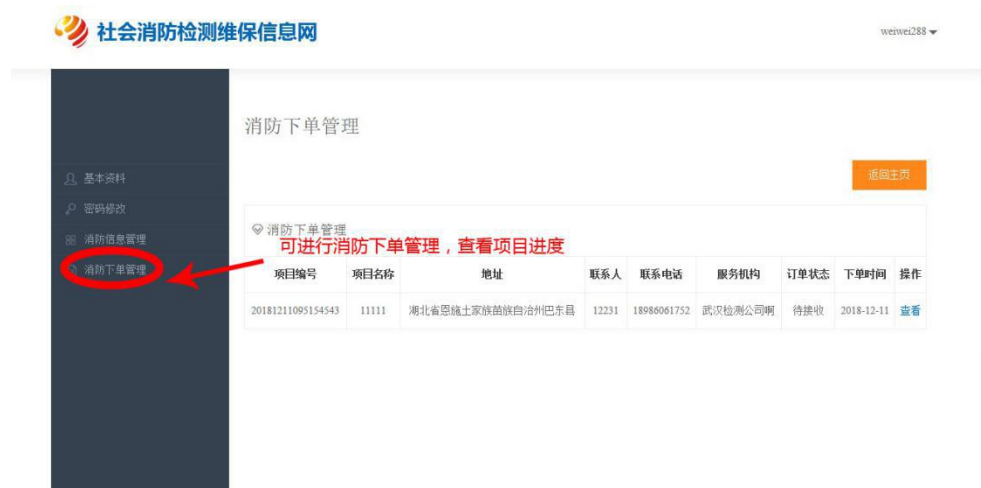 社会消防检测维保信息网
weiwei288
消防下单管理
返回主页
基本资料
密码修改
消防信息管理
消防下单管理
消防下单管理
可进行消防下单管理，查看项目进度
项目编号 项目名称 地址 联系人 联系电话 服务机构 订单状态 下单时间 操作
20181211095154543 11111 湖北省恩施土家族苗族自治州巴东县 12231 18986061752 武汉检测公司啊 待接收 2018-12-11 查看